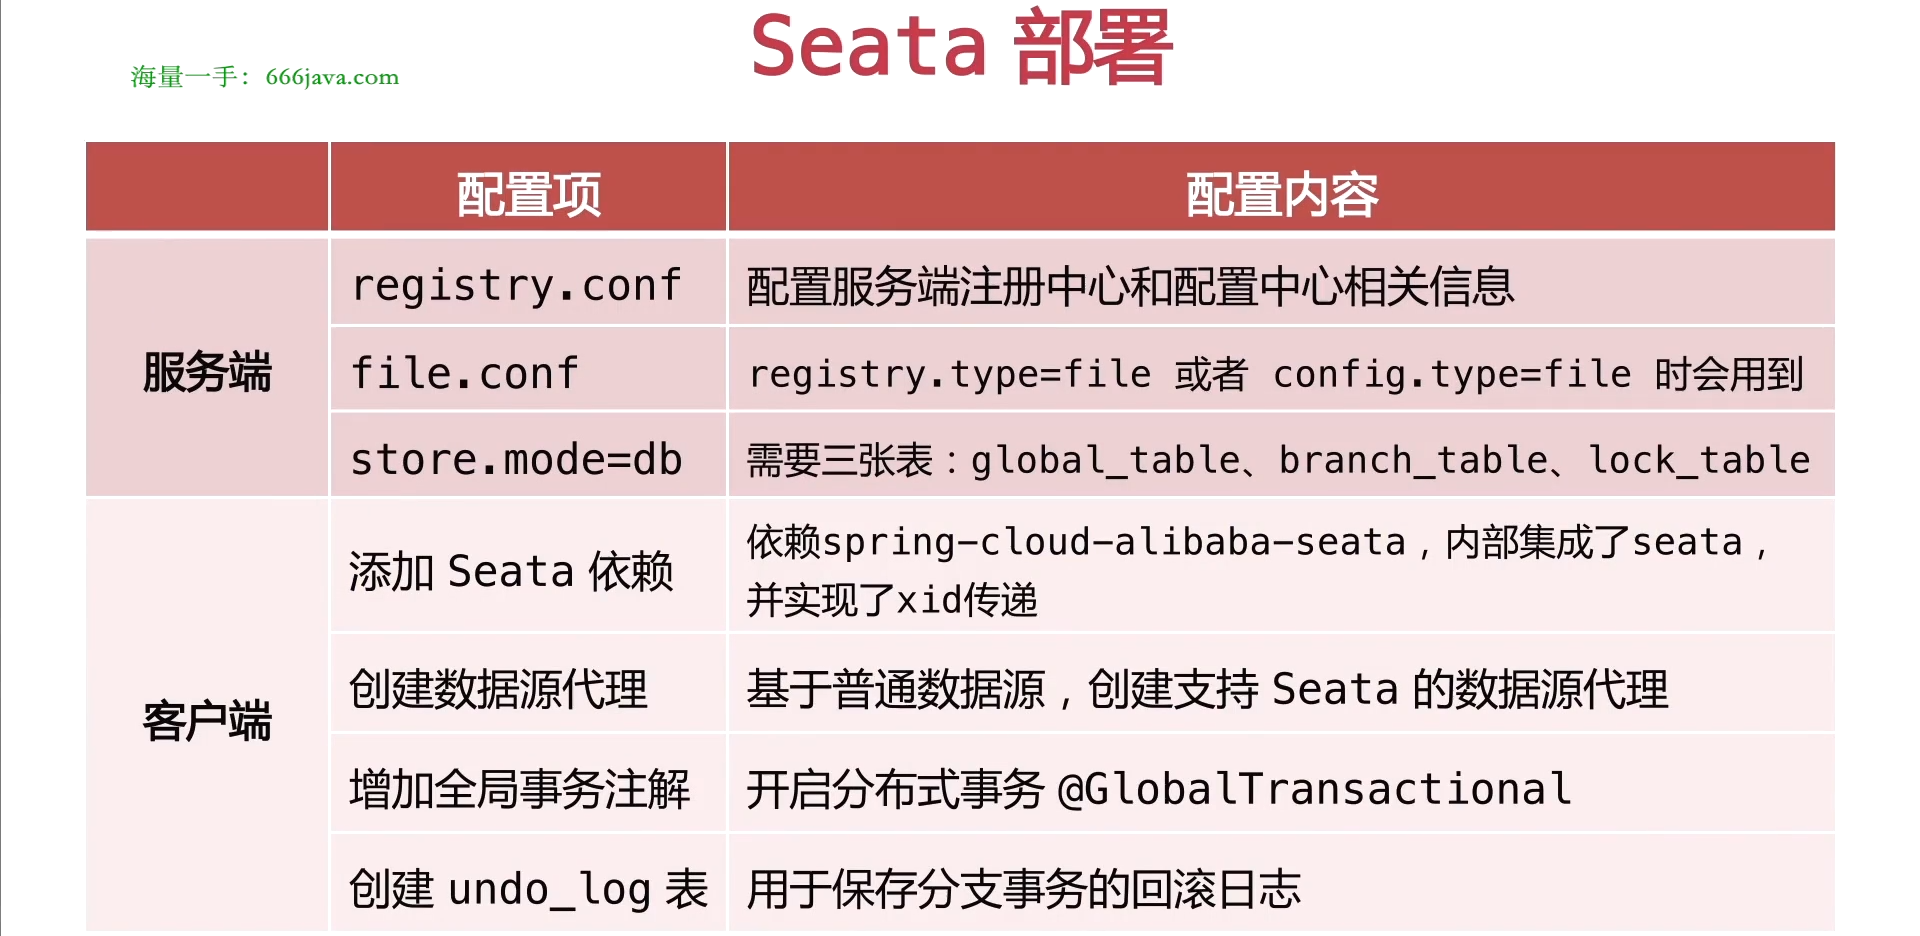 Seata 部署
海量一手：666java.com
配置项 配置内容
服务端
registry.conf 配置服务端注册中心和配置中心相关信息
file.conf registry.type=file 或者 config.type=file 时会用到
store.mode=db 需要三张表：global_table、branch_table、lock_table
客户端
添加 Seata 依赖 依赖spring-cloud-alibaba-seata，内部集成了seata，
并实现了xid传递
创建数据源代理 基于普通数据源，创建支持 Seata 的数据源代理
增加全局事务注解 开启分布式事务 @GlobalTransactional
创建 undo_log 表 用于保存分支事务的回滚日志